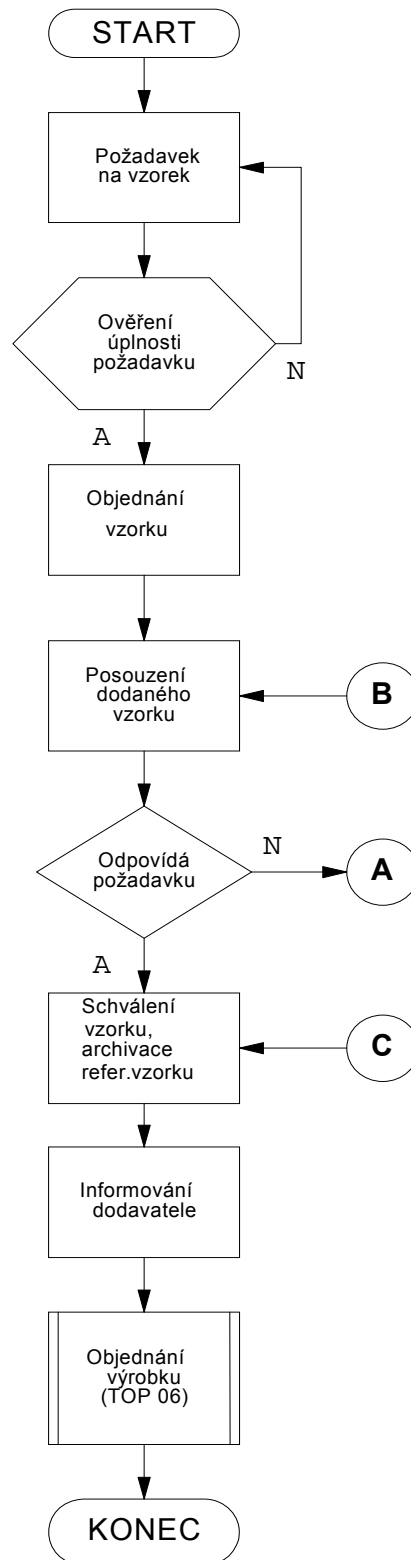 START
Požadavek
na vzorek
Ověření
úplnosti
požadavku
N
A
Objednání
vzorku
Posouzení
dodaného
vzorku
B
Odpovídá
požadavku
N
A
A
Schválení
vzorku,
archivace
refer.vzorku
C
Informování
dodavatele
Objednání
výrobku
(TOP 06)
KONEC